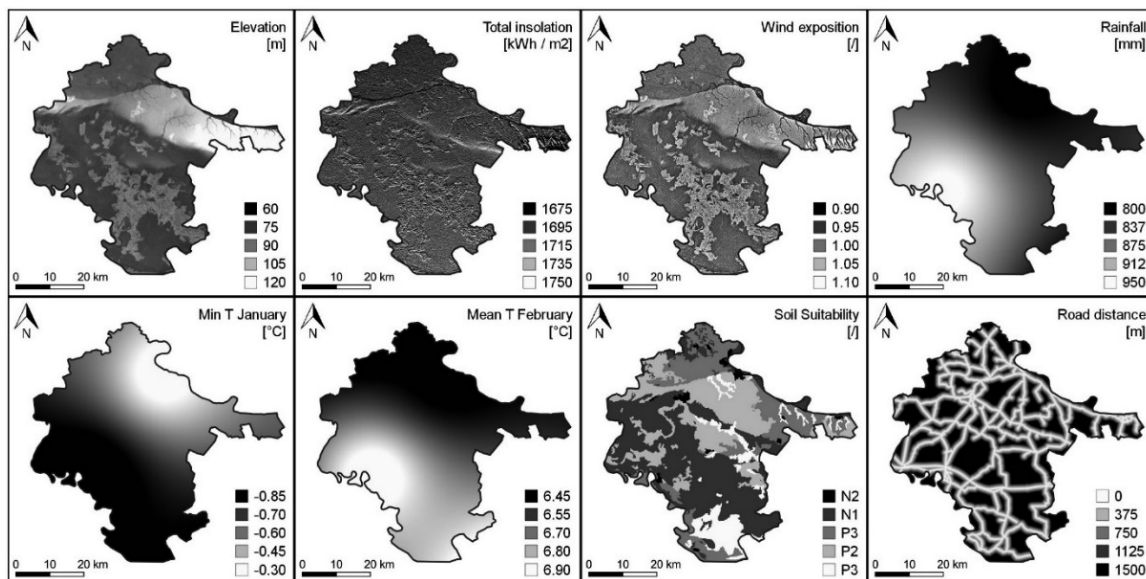 Elevation
[m]
N
60
75
90
105
120
0 10 20 km
Total insolation
[kWh / m2]
N
1675
1695
1715
1735
1750
0 10 20 km
Wind exposition
[/]
N
0.90
0.95
1.00
1.05
1.10
0 10 20 km
Rainfall
[mm]
N
800
837
875
912
950
0 10 20 km
Min T January
[°C]
N
-0.85
-0.70
-0.60
-0.45
-0.30
0 10 20 km
Mean T February
[°C]
N
6.45
6.55
6.70
6.80
6.90
0 10 20 km
Soil Suitability
[/]
N
N2
N1
P3
P2
P3
0 10 20 km
Road distance
[m]
N
0
375
750
1125
1500
0 10 20 km